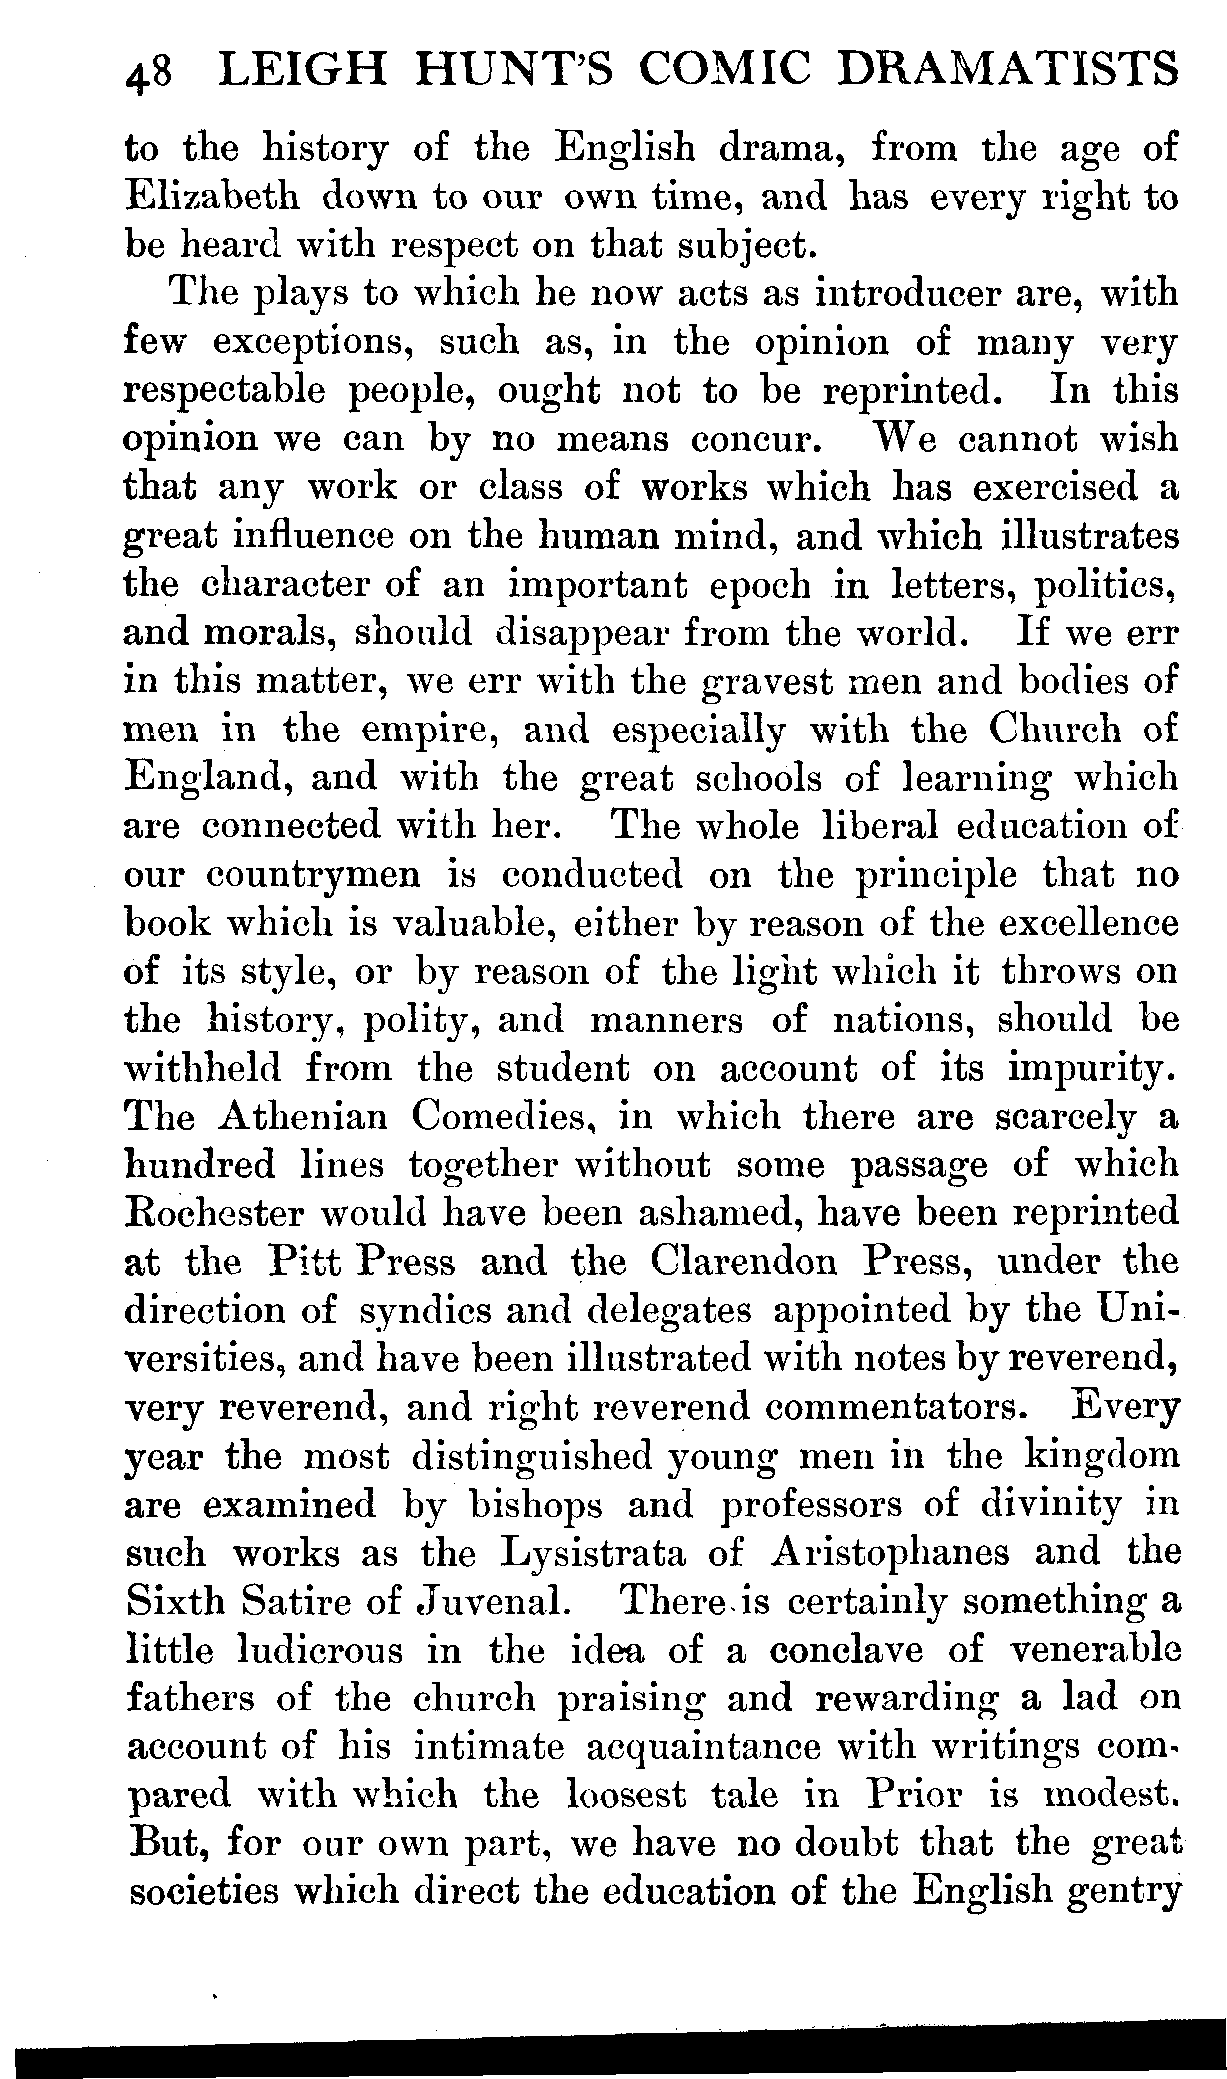 48 LEIGH HUNT'S COMIC DRAMATISTS
to the history of the English drama, from the age of
Elizabeth down to our own time, and has every right to
be heard with respect on that subject.
The plays to which he now acts as introducer are, with
few exceptions, such as, in the opinion of many very
respectable people, ought not to be reprinted. In this
opinion we can by no means concur. We cannot wish
that any work or class of works which has exercised a
great influence on the human mind, and which illustrates
the character of an important epoch in letters, politics,
and morals, should disappear from the world. If we err
in this matter, we err with the gravest men and bodies of
men in the empire, and especially with the Church of
England, and with the great schools of learning which
are connected with her. The whole liberal education of
our countrymen is conducted on the principle that no
book which is valuable, either by reason of the excellence
of its style, or by reason of the light which it throws on
the history, polity, and manners of nations, should be
withheld from the student on account of its impurity.
The Athenian Comedies, in which there are scarcely a
hundred lines together without some passage of which
Rochester would have been ashamed, have been reprinted
at the Pitt Press and the Clarendon Press, under the
direction of syndics and delegates appointed by the Uni-
versities, and have been illustrated with notes by reverend,
very reverend, and right reverend commentators. Every
year the most distinguished young men in the kingdom
are examined by bishops and professors of divinity in
such works as the Lysistrata of Aristophanes and the
Sixth Satire of Juvenal. There is certainly something a
little ludicrous in the idea of a conclave of venerable
fathers of the church praising and rewarding a lad on
account of his intimate acquaintance with writings com-
pared with which the loosest tale in Prior is modest.
But, for our own part, we have no doubt that the great
societies which direct the education of the English gentry